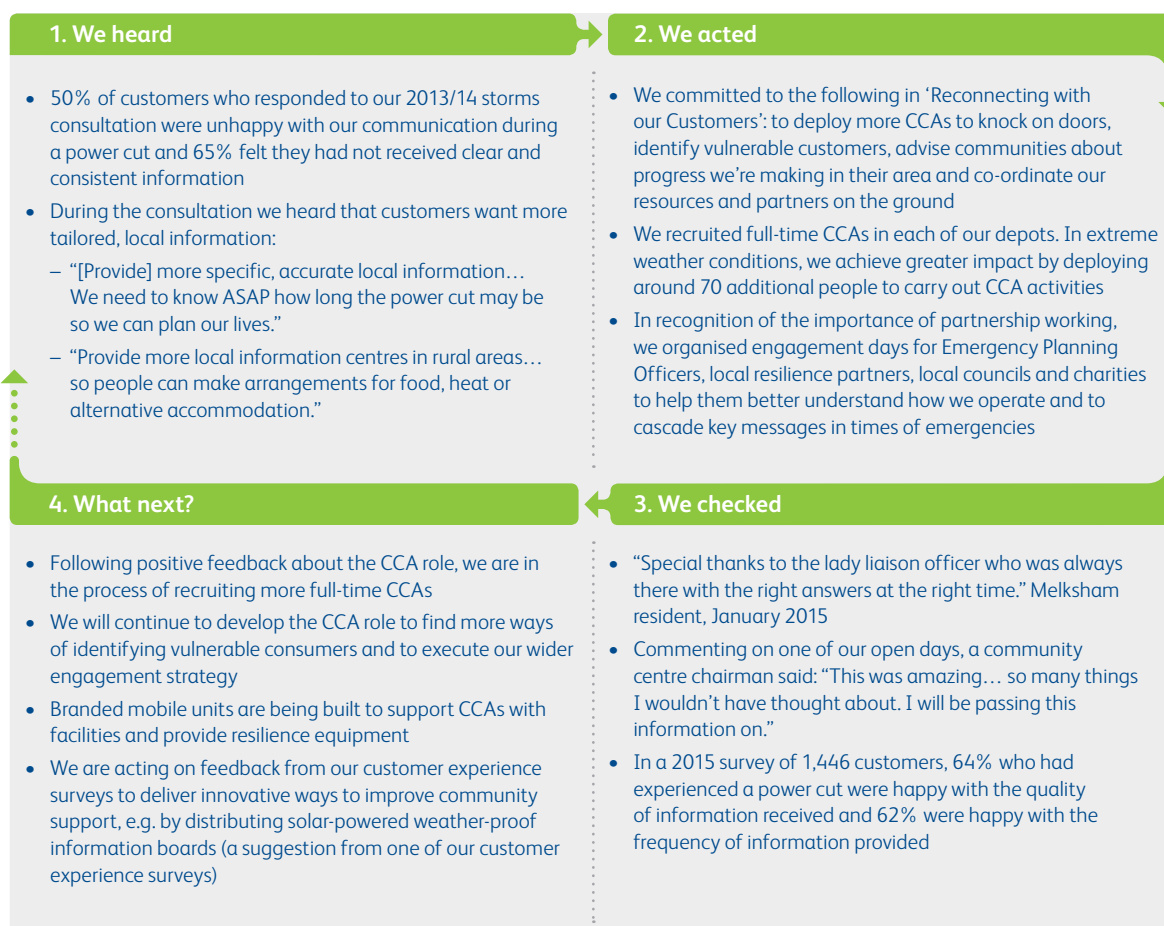 1. We heard
• 50% of customers who responded to our 2013/14 storms
consultation were unhappy with our communication during
a power cut and 65% felt they had not received clear and
consistent information
• During the consultation we heard that customers want more
tailored, local information:
– “[Provide] more specific, accurate local information…
We need to know ASAP how long the power cut may be
so we can plan our lives.”
– “Provide more local information centres in rural areas…
so people can make arrangements for food, heat or
alternative accommodation.”
2. We acted
• We committed to the following in ‘Reconnecting with
our Customers’: to deploy more CCAs to knock on doors,
identify vulnerable customers, advise communities about
progress we’re making in their area and co-ordinate our
resources and partners on the ground
• We recruited full-time CCAs in each of our depots. In extreme
weather conditions, we achieve greater impact by deploying
around 70 additional people to carry out CCA activities
• In recognition of the importance of partnership working,
we organised engagement days for Emergency Planning
Officers, local resilience partners, local councils and charities
to help them better understand how we operate and to
cascade key messages in times of emergencies
3. We checked
• “Special thanks to the lady liaison officer who was always
there with the right answers at the right time.” Melksham
resident, January 2015
• Commenting on one of our open days, a community
centre chairman said: “This was amazing… so many things
I wouldn’t have thought about. I will be passing this
information on.”
• In a 2015 survey of 1,446 customers, 64% who had
experienced a power cut were happy with the quality
of information received and 62% were happy with the
frequency of information provided
4. What next?
• Following positive feedback about the CCA role, we are in
the process of recruiting more full-time CCAs
• We will continue to develop the CCA role to find more ways
of identifying vulnerable consumers and to execute our wider
engagement strategy
• Branded mobile units are being built to support CCAs with
facilities and provide resilience equipment
• We are acting on feedback from our customer experience
surveys to deliver innovative ways to improve community
support, e.g. by distributing solar-powered weather-proof
information boards (a suggestion from one of our customer
experience surveys)